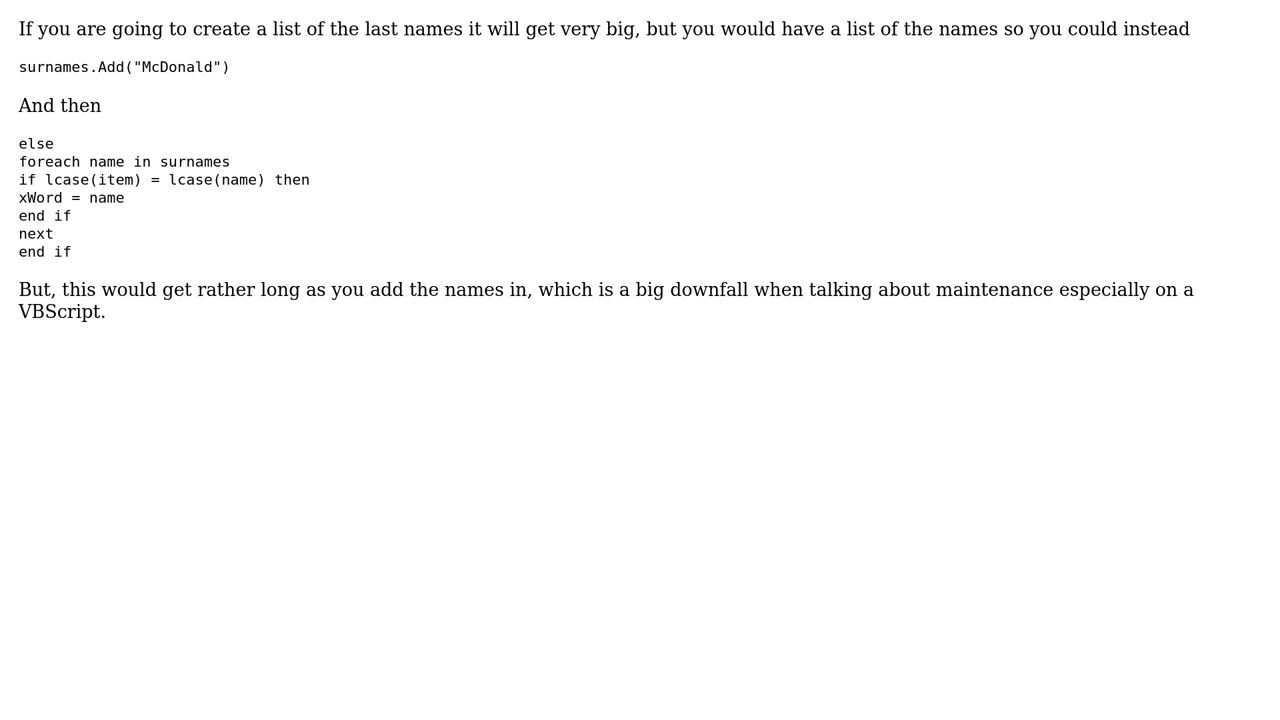 If you are going to create a list of the last names it will get very big, but you would have a list of the names so you could instead
surnames.Add("McDonald")
And then
else
foreach name in surnames
if lcase(item) = lcase(name) then
xWord = name
end if
next
end if
But, this would get rather long as you add the names in, which is a big downfall when talking about maintenance especially on a
VBScript.